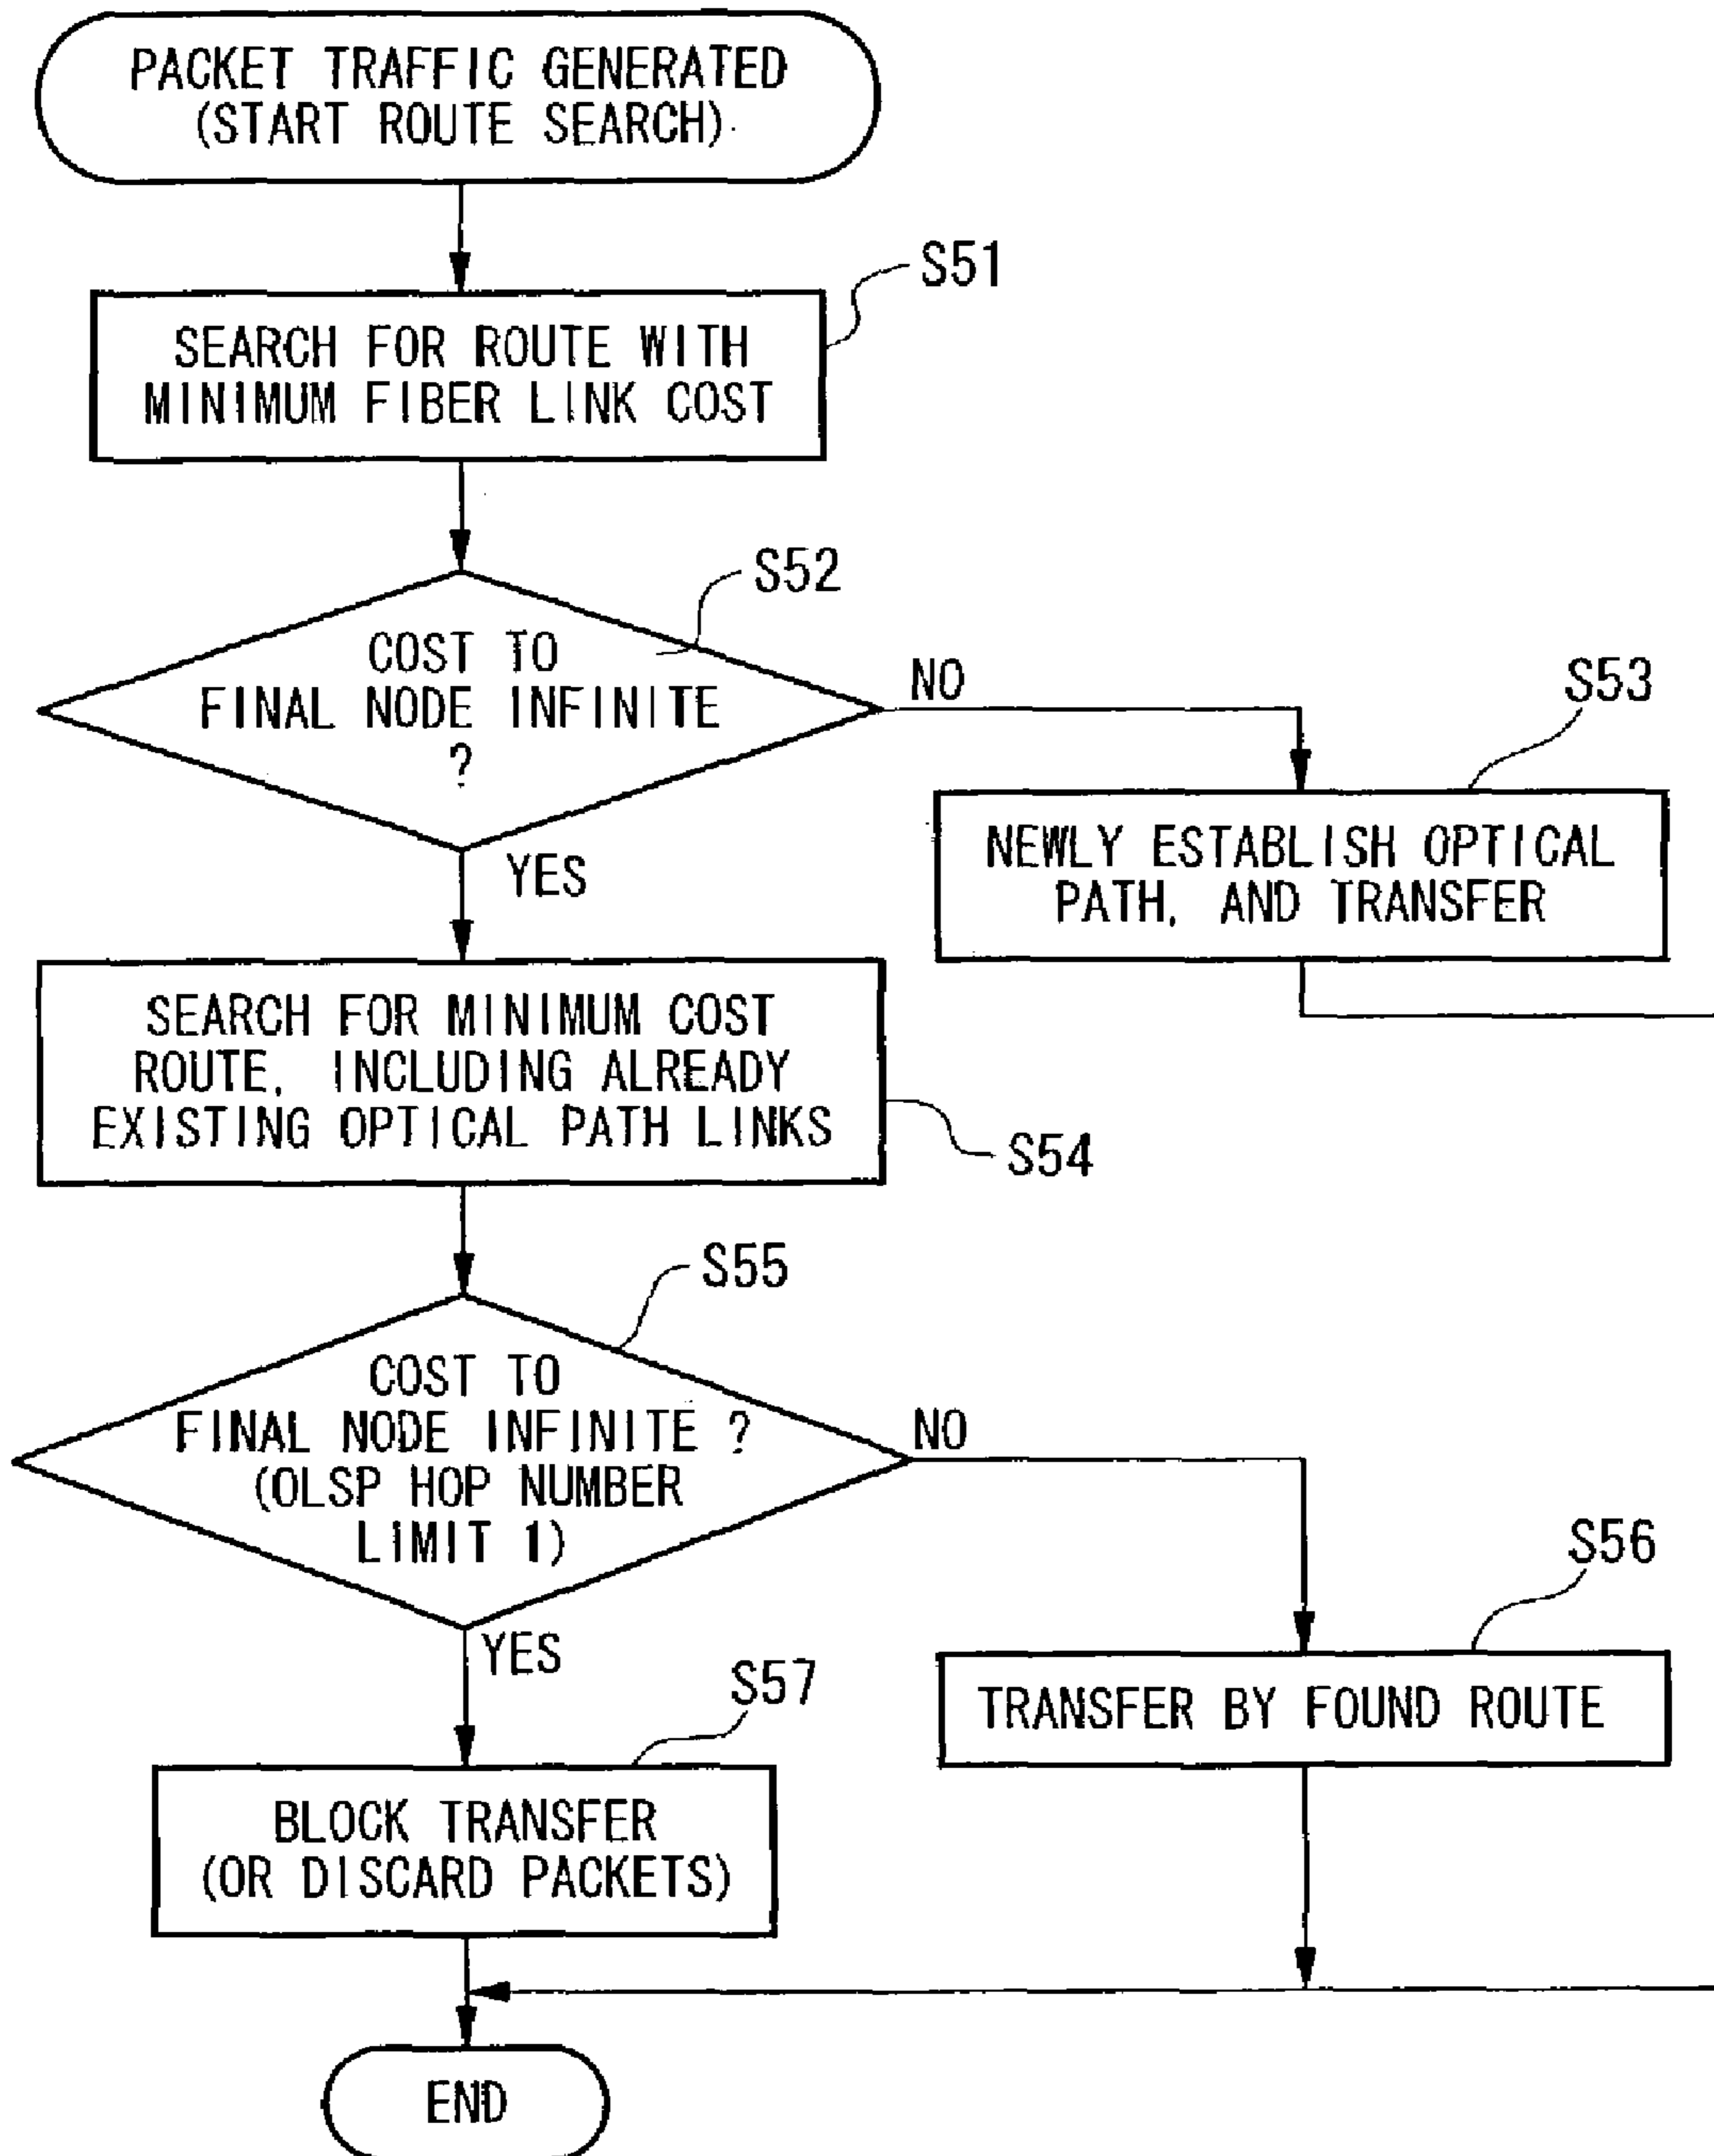 PACKET TRAFFIC GENERATED
(START ROUTE SEARCH)
S51
SEARCH FOR ROUTE WITH
MINIMUM FIBER LINK COST
S52
COST TO
FINAL NODE INFINITE
?
NO
YES
S53
NEWLY ESTABLISH OPTICAL
PATH, AND TRANSFER
SEARCH FOR MINIMUM COST
ROUTE, INCLUDING ALREADY
EXISTING OPTICAL PATH LINKS
S54
S55
COST TO
FINAL NODE INFINITE ?
(OLSP HOP NUMBER
LIMIT 1)
NO
YES
S56
TRANSFER BY FOUND ROUTE
S57
BLOCK TRANSFER
(OR DISCARD PACKETS)
END